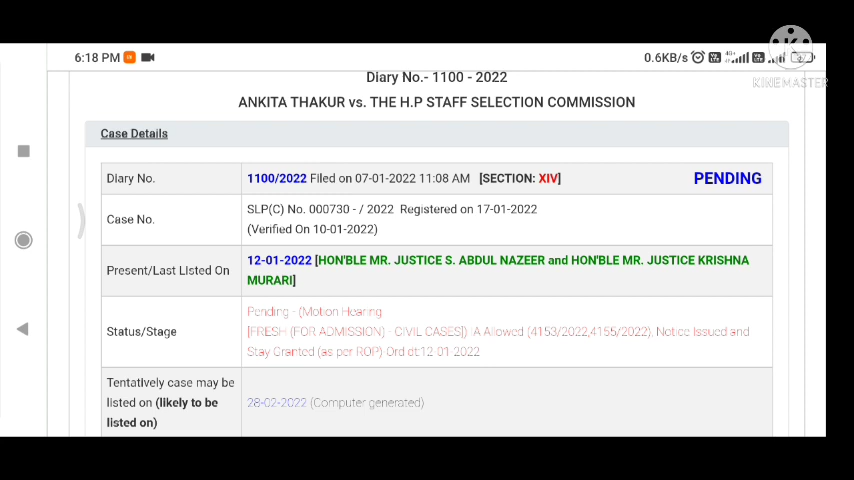 6:18 PM 0.6KB/s
KINEMASTER
Diary No.- 1100 - 2022
ANKITA THAKUR vs. THE H.P STAFF SELECTION COMMISSION
Case Details
Diary No. 1100/2022 Filed on 07-01-2022 11:08 AM [SECTION: XIV] PENDING
Case No. SLP(C) No. 000730 - / 2022 Registered on 17-01-2022
(Verified On 10-01-2022)
Present/Last Listed On 12-01-2022 [HON'BLE MR. JUSTICE S. ABDUL NAZEER and HON'BLE MR. JUSTICE KRISHNA
MURARI]
Status/Stage Pending - (Motion Hearing
[FRESH (FOR ADMISSION) - CIVIL CASES]) IA Allowed (4153/2022,4155/2022), Notice Issued and
Stay Granted (as per ROP)-Ord dt:12-01-2022
Tentatively case may be
listed on (likely to be
listed on) 28-02-2022 (Computer generated)